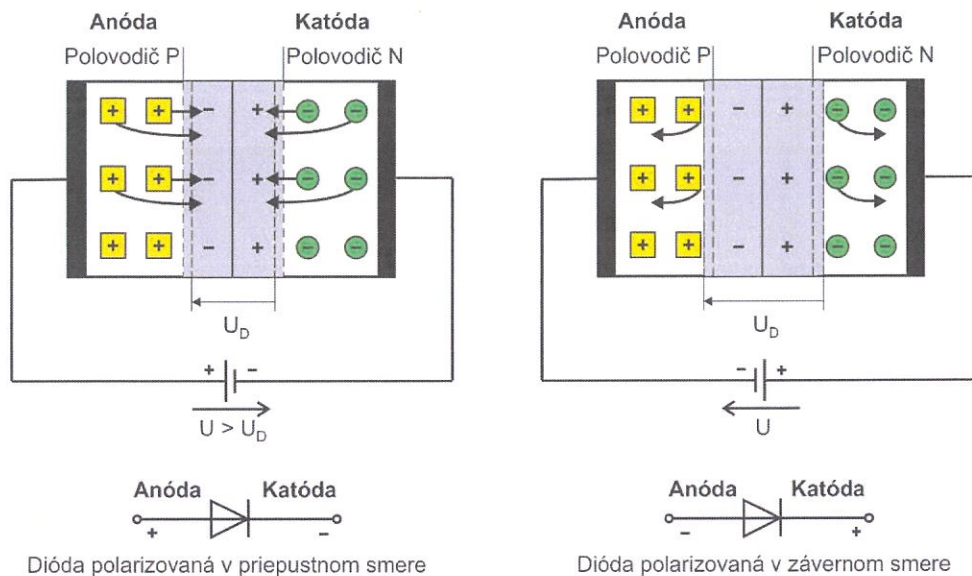 Anóda Katóda
Polovodič P Polovodič N
+ + - + - -
+ + - + - -
+ + - + - -
U_D
+ -
U > U_D
Anóda Katóda
+ -
Dióda polarizovaná v priepustnom smere
Anóda Katóda
Polovodič P Polovodič N
+ + - + - -
+ + - + - -
+ + - + - -
U_D
- +
U
Anóda Katóda
- +
Dióda polarizovaná v závernom smere